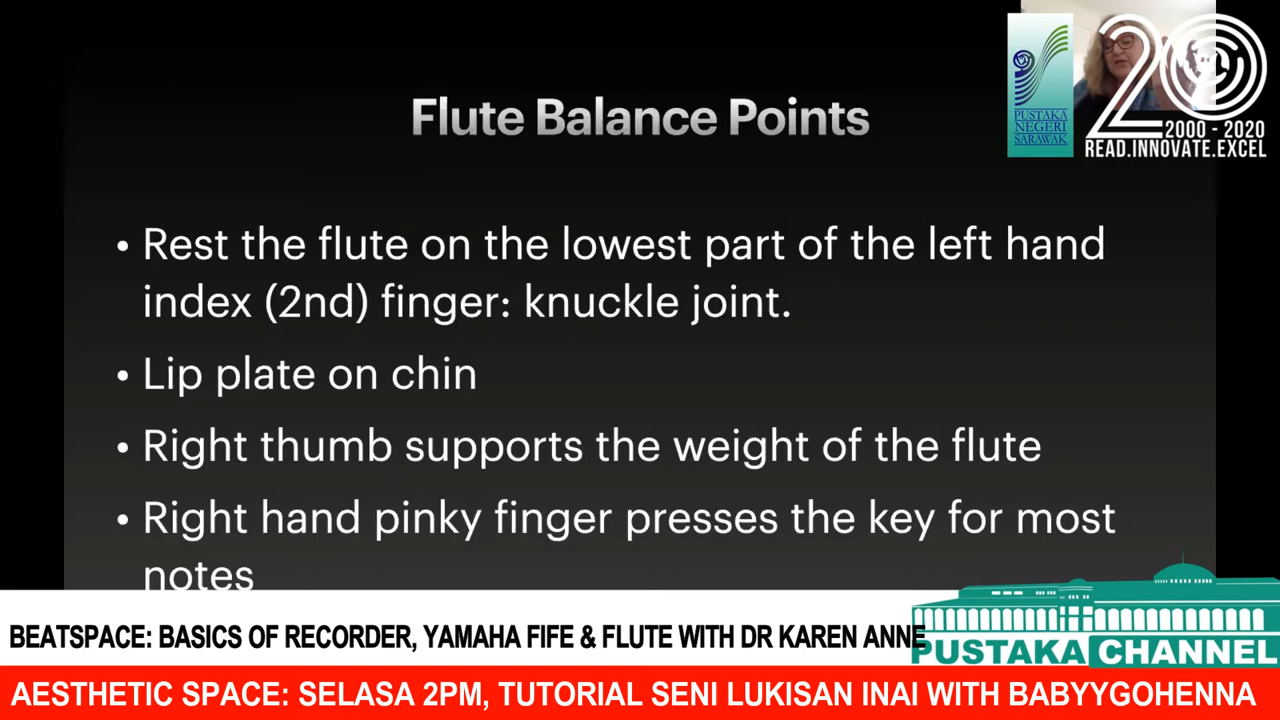 Flute Balance Points
• Rest the flute on the lowest part of the left hand
index (2nd) finger: knuckle joint.
• Lip plate on chin
• Right thumb supports the weight of the flute
• Right hand pinky finger presses the key for most
notes
PUSTAKA
NEGERI
SARAWAK
20
2000 - 2020
READ.INNOVATE.EXCEL
BEATSPACE: BASICS OF RECORDER, YAMAHA FIFE & FLUTE WITH DR KAREN ANNE
PUSTAKA CHANNEL
AESTHETIC SPACE: SELASA 2PM, TUTORIAL SENI LUKISAN INAI WITH BABYYGOHENNA